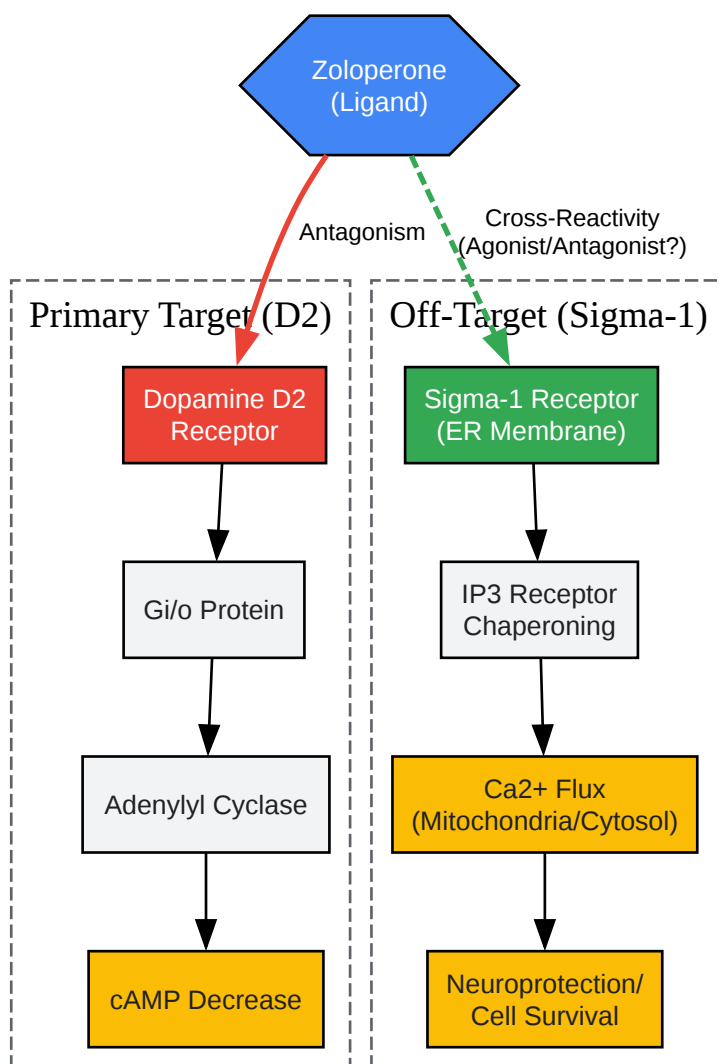 Zoloperone
(Ligand)
Antagonism
Cross-Reactivity
(Agonist/Antagonist?)
Primary Target (D2)
Off-Target (Sigma-1)
Dopamine D2
Receptor
Sigma-1 Receptor
(ER Membrane)
Gi/o Protein
IP3 Receptor
Chaperoning
Adenylyl Cyclase
Ca2+ Flux
(Mitochondria/Cytosol)
cAMP Decrease
Neuroprotection/
Cell Survival